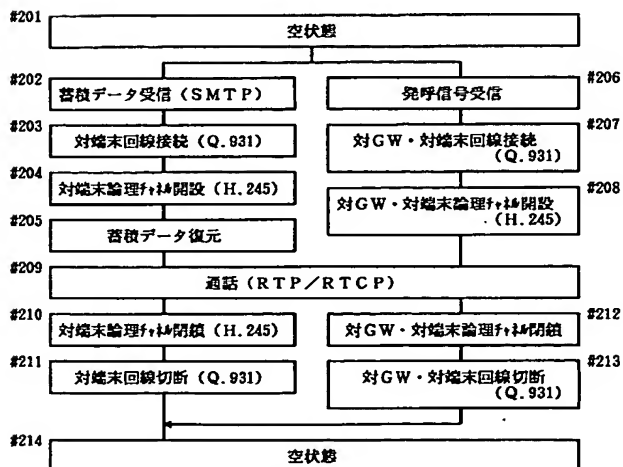 #201
空状態
#202
蓄積データ受信(SMTP)
#206
発呼信号受信
#203
対端末回線接続(Q.931)
#207
対GW・対端末回線接続
(Q.931)
#204
対端末論理ﾁｬﾈﾙ開設(H.245)
#208
対GW・対端末論理ﾁｬﾈﾙ開設
(H.245)
#205
蓄積データ復元
#209
通話(RTP/RTCP)
#210
対端末論理ﾁｬﾈﾙ閉鎖(H.245)
#212
対GW・対端末論理ﾁｬﾈﾙ閉鎖
#211
対端末回線切断(Q.931)
#213
対GW・対端末回線切断
(Q.931)
#214
空状態